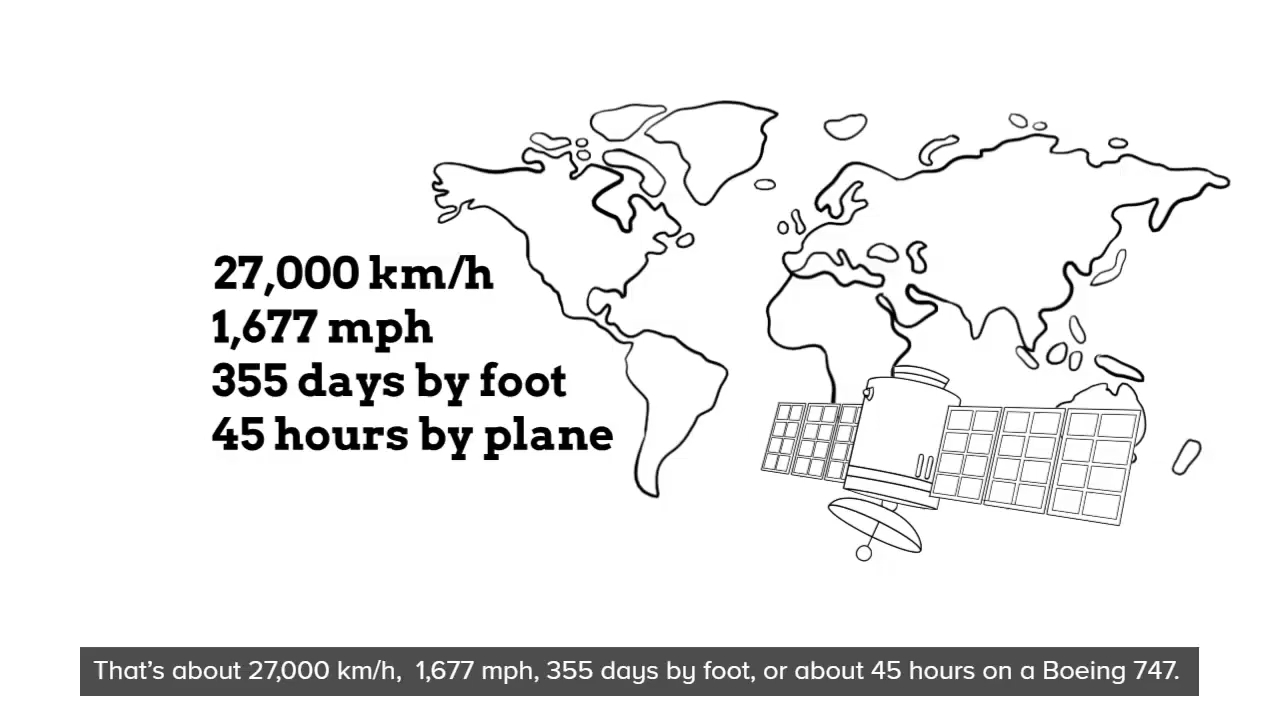 27,000 km/h
1,677 mph
355 days by foot
45 hours by plane
That's about 27,000 km/h,  1,677 mph, 355 days by foot, or about 45 hours on a Boeing 747.